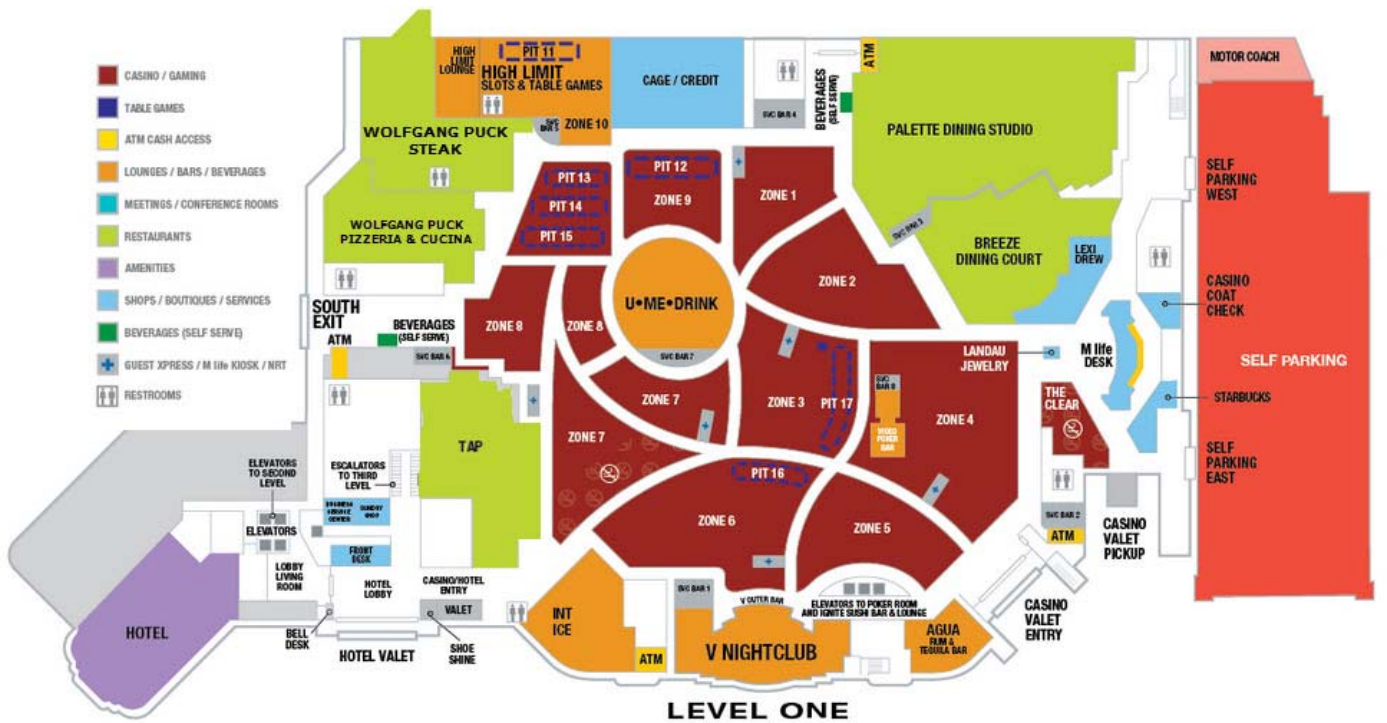 CASINO / GAMING
TABLE GAMES
ATM CASH ACCESS
LOUNGES / BARS / BEVERAGES
MEETINGS / CONFERENCE ROOMS
RESTAURANTS
AMENITIES
SHOPS / BOUTIQUES / SERVICES
BEVERAGES (SELF SERVE)
GUEST XPRESS / M life KIOSK / NRT
RESTROOMS
HIGH
LIMIT
LOUNGE
PIT 11
HIGH LIMIT
SLOTS & TABLE GAMES
SVC
BAR 5
ZONE 10
CAGE / CREDIT
SVC BAR 4
BEVERAGES
(SELF SERVE)
ATM
PALETTE DINING STUDIO
MOTOR COACH
WOLFGANG PUCK
STEAK
WOLFGANG PUCK
PIZZERIA & CUCINA
PIT 13
PIT 14
PIT 15
PIT 12
ZONE 9
ZONE 1
SVC BAR 3
BREEZE
DINING COURT
LEXI
DREW
SELF
PARKING
WEST
CASINO
COAT
CHECK
SELF PARKING
SOUTH
EXIT
ATM
BEVERAGES
(SELF SERVE)
SVC BAR 6
ZONE 8
ZONE 8
U•ME•DRINK
SVC BAR 7
ZONE 2
LANDAU
JEWELRY
M life
DESK
STARBUCKS
ZONE 7
ZONE 7
ZONE 3
PIT 17
SVC
BAR 8
VIDEO
POKER
BAR
ZONE 4
THE
CLEAR
SELF
PARKING
EAST
TAP
ELEVATORS
TO SECOND
LEVEL
ESCALATORS
TO THIRD
LEVEL
BUSINESS
SERVICE
CENTER
SUNDRY
SHOP
ELEVATORS
FRONT
DESK
LOBBY
LIVING
ROOM
HOTEL
LOBBY
CASINO/HOTEL
ENTRY
VALET
HOTEL
BELL
DESK
HOTEL VALET
SHOE
SHINE
PIT 16
ZONE 6
ZONE 5
SVC BAR 2
ATM
CASINO
VALET
PICKUP
INT
ICE
ATM
SVC BAR 1
V OUTER BAR
V NIGHTCLUB
ELEVATORS TO POKER ROOM
AND IGNITE SUSHI BAR & LOUNGE
AGUA
RUM &
TEQUILA BAR
CASINO
VALET
ENTRY
LEVEL ONE